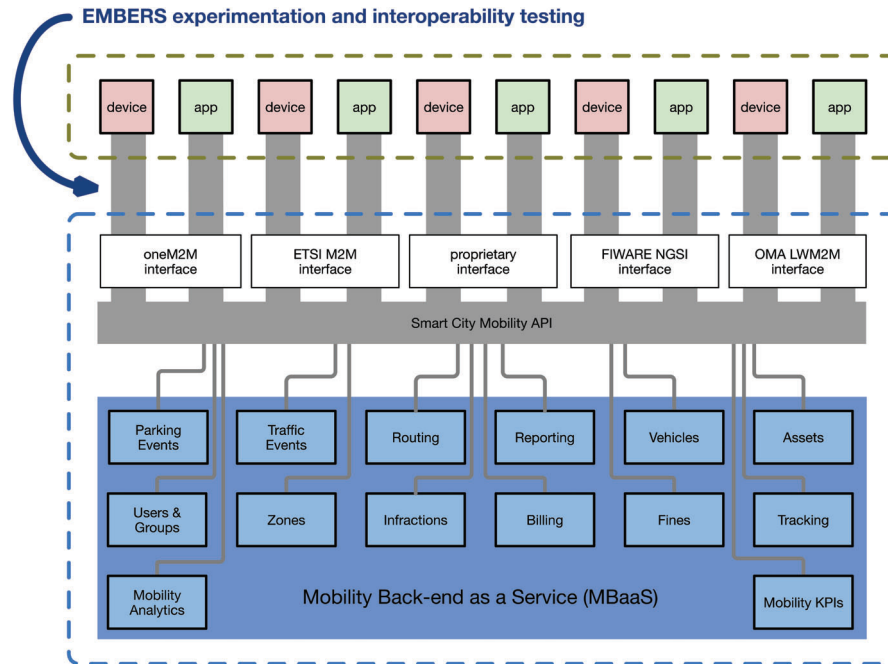 EMBERS experimentation and interoperability testing
device
app
device
app
device
app
device
app
device
app
oneM2M
interface
ETSI M2M
interface
proprietary
interface
FIWARE NGSI
interface
OMA LWM2M
interface
Smart City Mobility API
Parking
Events
Traffic
Events
Routing
Reporting
Vehicles
Assets
Users &
Groups
Zones
Infractions
Billing
Fines
Tracking
Mobility
Analytics
Mobility Back-end as a Service (MBaaS)
Mobility KPIs